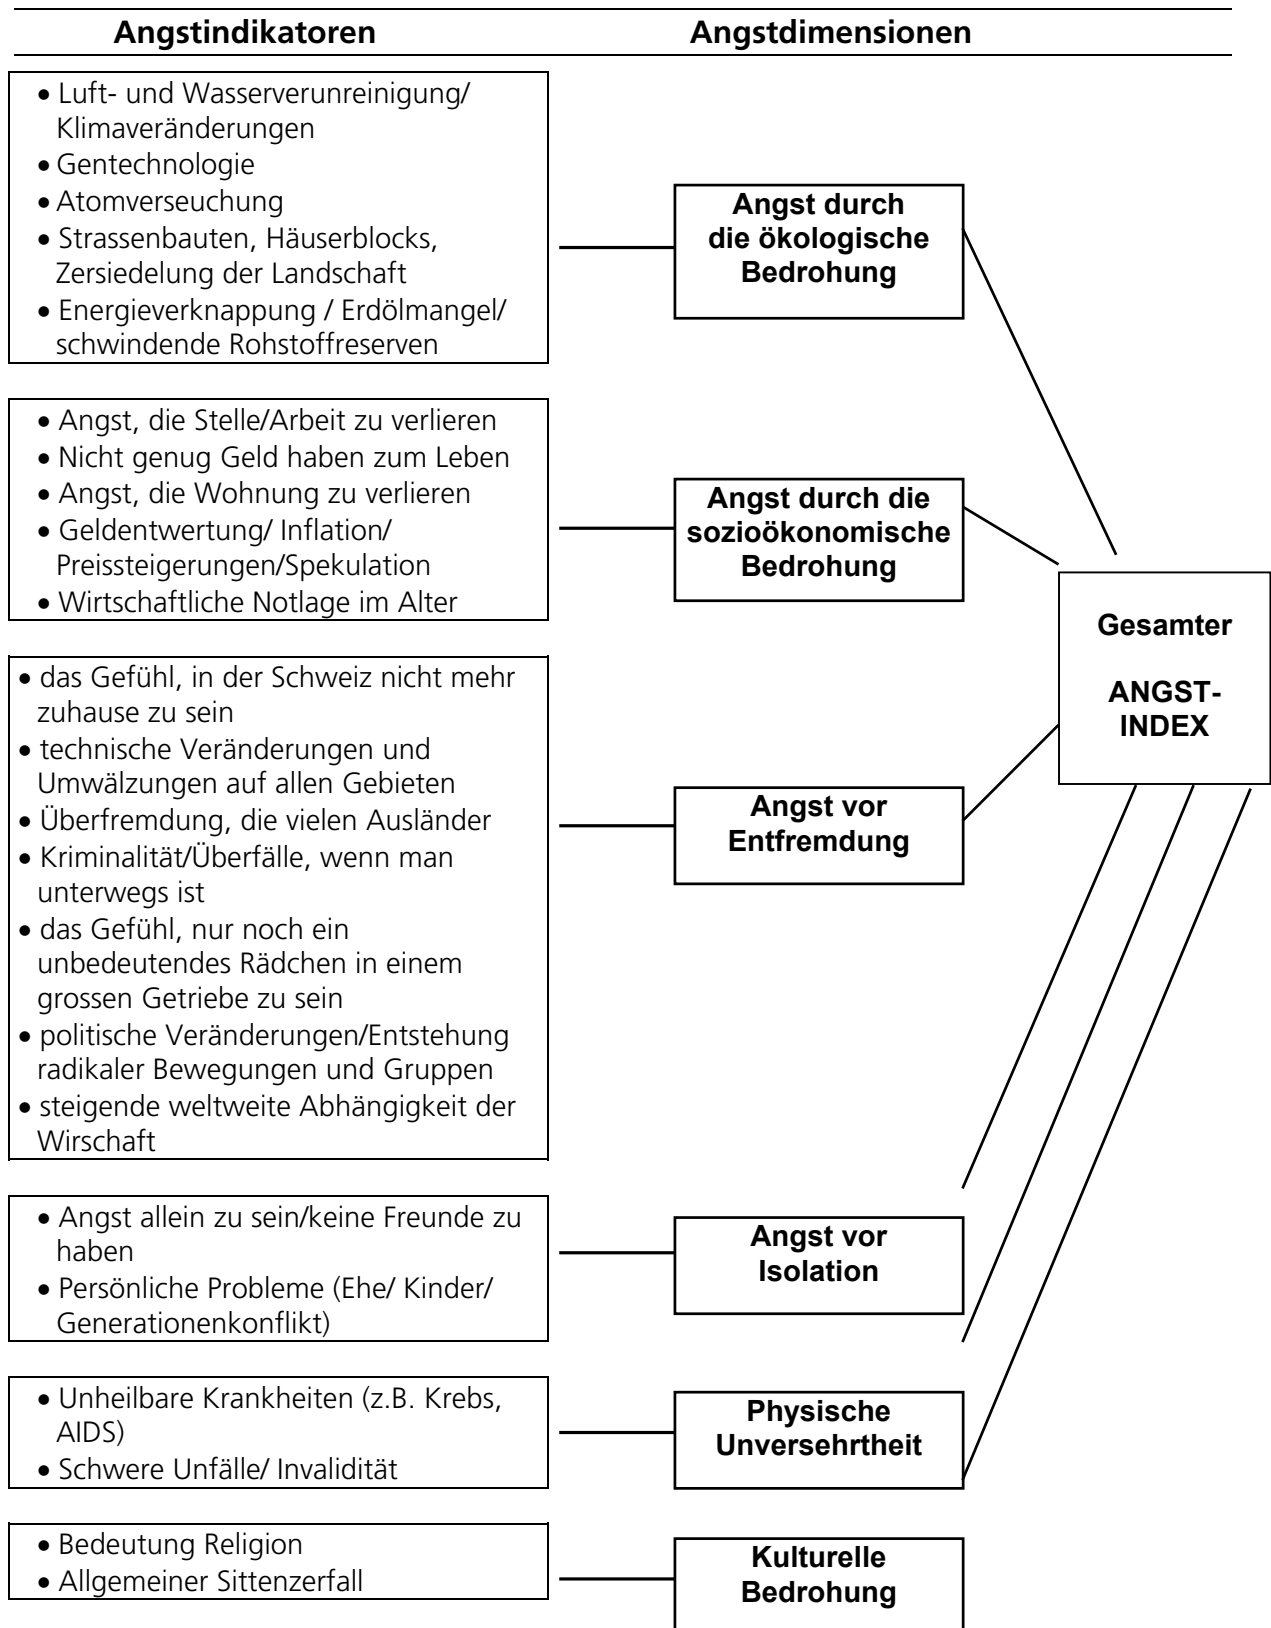 Angstindikatoren
Angstdimensionen
• Luft- und Wasserverunreinigung/
Klimaveränderungen
• Gentechnologie
• Atomverseuchung
• Strassenbauten, Häuserblocks,
Zersiedelung der Landschaft
• Energieverknappung / Erdölmangel/
schwindende Rohstoffreserven
Angst durch
die ökologische
Bedrohung
• Angst, die Stelle/Arbeit zu verlieren
• Nicht genug Geld haben zum Leben
• Angst, die Wohnung zu verlieren
• Geldentwertung/ Inflation/
Preissteigerungen/Spekulation
• Wirtschaftliche Notlage im Alter
Angst durch die
sozioökonomische
Bedrohung
Gesamter
ANGST-
INDEX
• das Gefühl, in der Schweiz nicht mehr
zuhause zu sein
• technische Veränderungen und
Umwälzungen auf allen Gebieten
• Überfremdung, die vielen Ausländer
• Kriminalität/Überfälle, wenn man
unterwegs ist
• das Gefühl, nur noch ein
unbedeutendes Rädchen in einem
grossen Getriebe zu sein
• politische Veränderungen/Entstehung
radikaler Bewegungen und Gruppen
• steigende weltweite Abhängigkeit der
Wirschaft
Angst vor
Entfremdung
• Angst allein zu sein/keine Freunde zu
haben
• Persönliche Probleme (Ehe/ Kinder/
Generationenkonflikt)
Angst vor
Isolation
• Unheilbare Krankheiten (z.B. Krebs,
AIDS)
• Schwere Unfälle/ Invalidität
Physische
Unversehrtheit
• Bedeutung Religion
• Allgemeiner Sittenzerfall
Kulturelle
Bedrohung